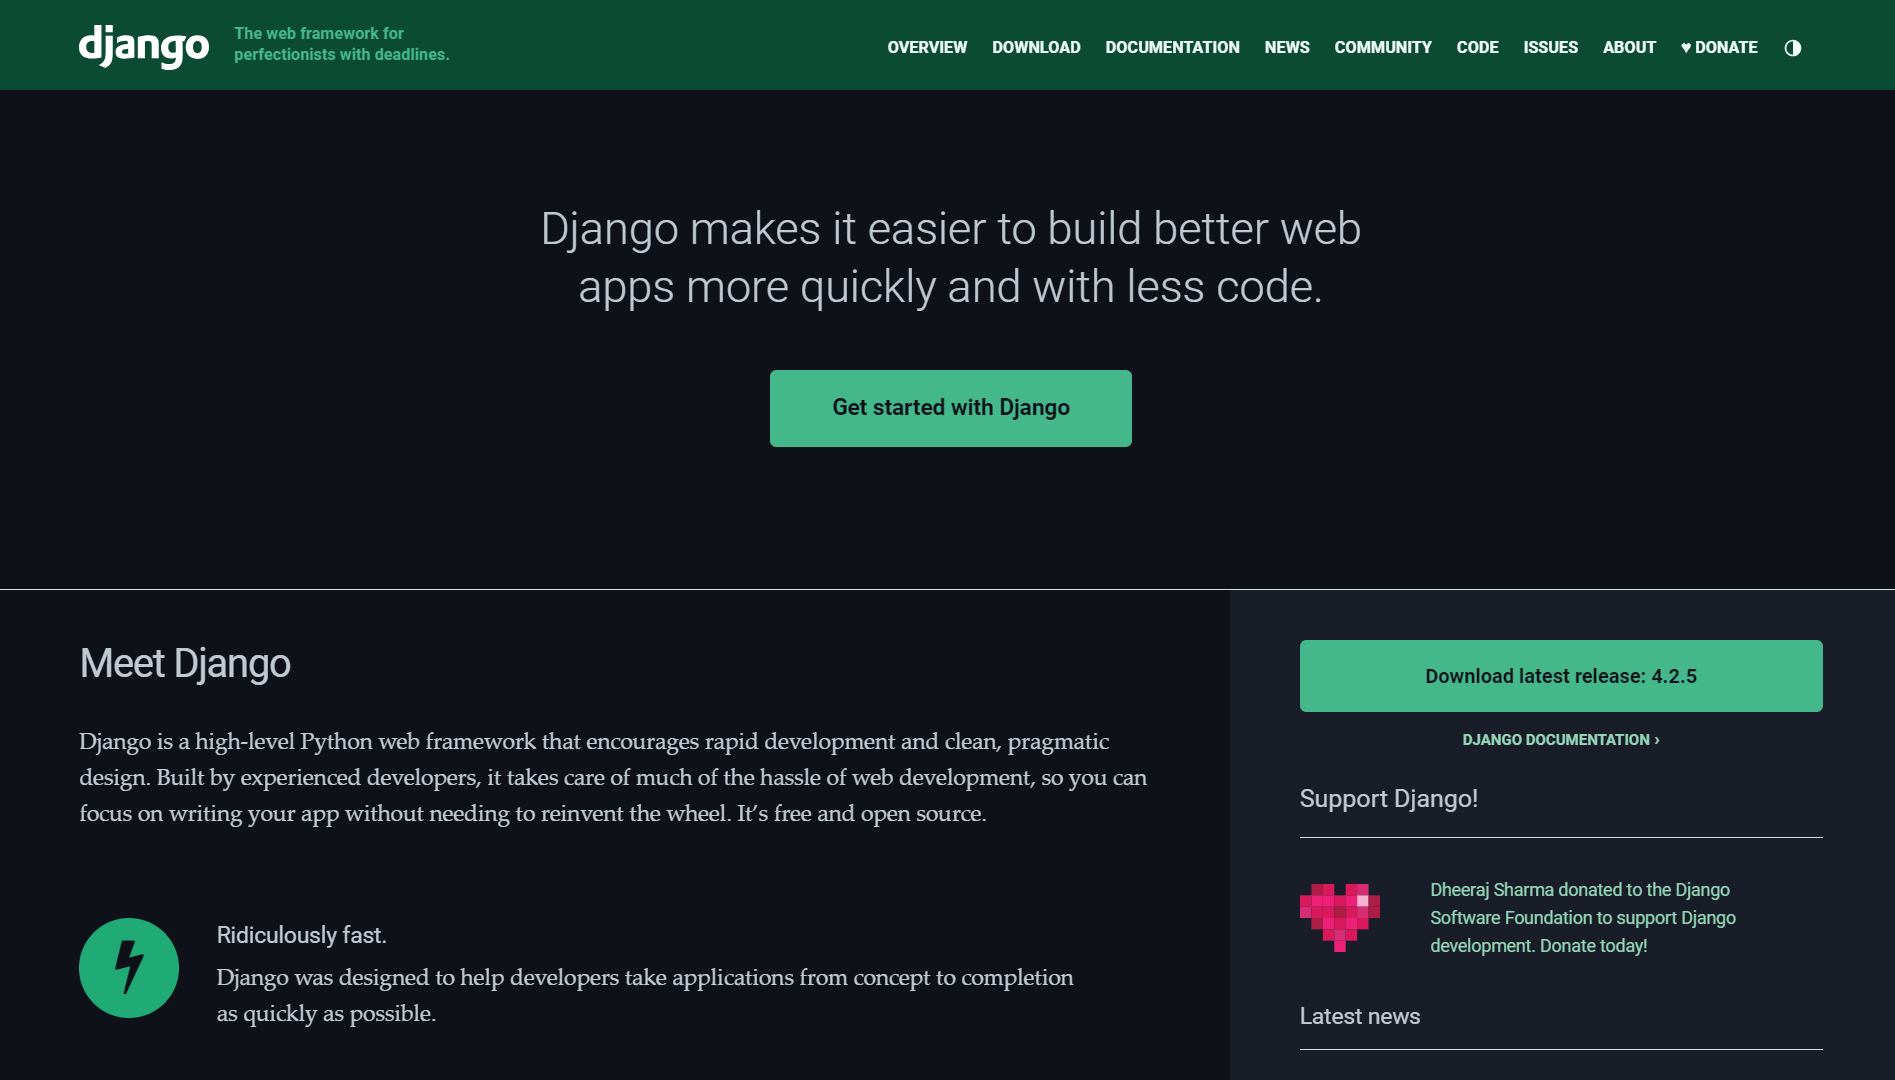 django
The web framework for
perfectionists with deadlines.
OVERVIEW DOWNLOAD DOCUMENTATION NEWS COMMUNITY CODE ISSUES ABOUT ♥ DONATE
Django makes it easier to build better web
apps more quickly and with less code.
Get started with Django
Meet Django
Django is a high-level Python web framework that encourages rapid development and clean, pragmatic
design. Built by experienced developers, it takes care of much of the hassle of web development, so you can
focus on writing your app without needing to reinvent the wheel. It’s free and open source.
Ridiculously fast.
Django was designed to help developers take applications from concept to completion
as quickly as possible.
Download latest release: 4.2.5
DJANGO DOCUMENTATION ›
Support Django!
Dheeraj Sharma donated to the Django
Software Foundation to support Django
development. Donate today!
Latest news